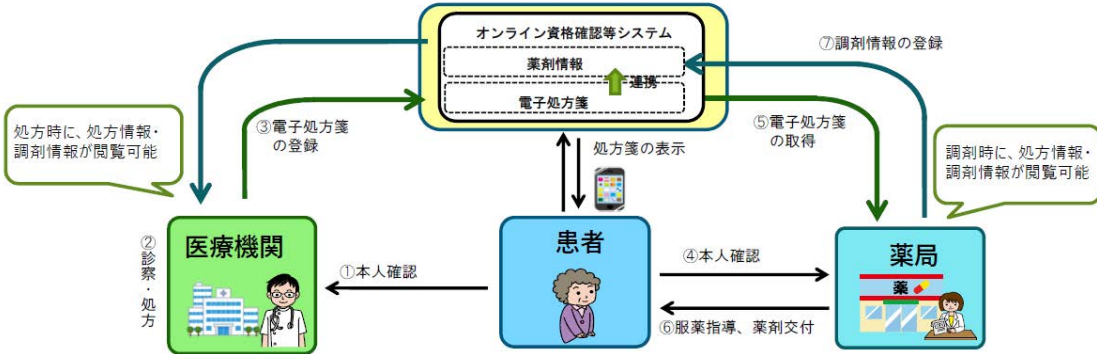 オンライン資格確認等システム
薬剤情報
連携
電子処方箋
⑦調剤情報の登録
処方時に、処方情報・
調剤情報が閲覧可能
③電子処方箋
の登録
処方箋の表示
⑤電子処方箋
の取得
調剤時に、処方情報・
調剤情報が閲覧可能
②診察・処方
医療機関
①本人確認
患者
④本人確認
⑥服薬指導、薬剤交付
薬局
薬